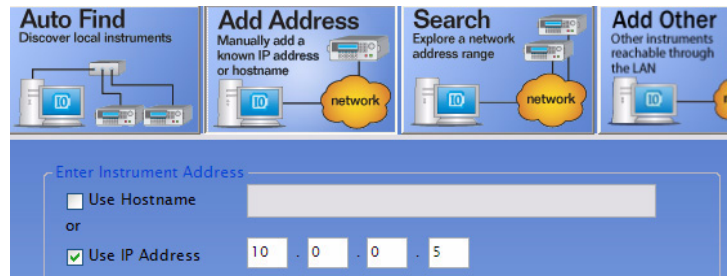 Auto Find
Discover local instruments
IO
Add Address
Manually add a
known IP address
or hostname
IO
network
Search
Explore a network
address range
IO
network
Add Other
Other instruments
reachable through
the LAN
IO
Enter Instrument Address
Use Hostname
or
Use IP Address 10 . 0 . 0 . 5